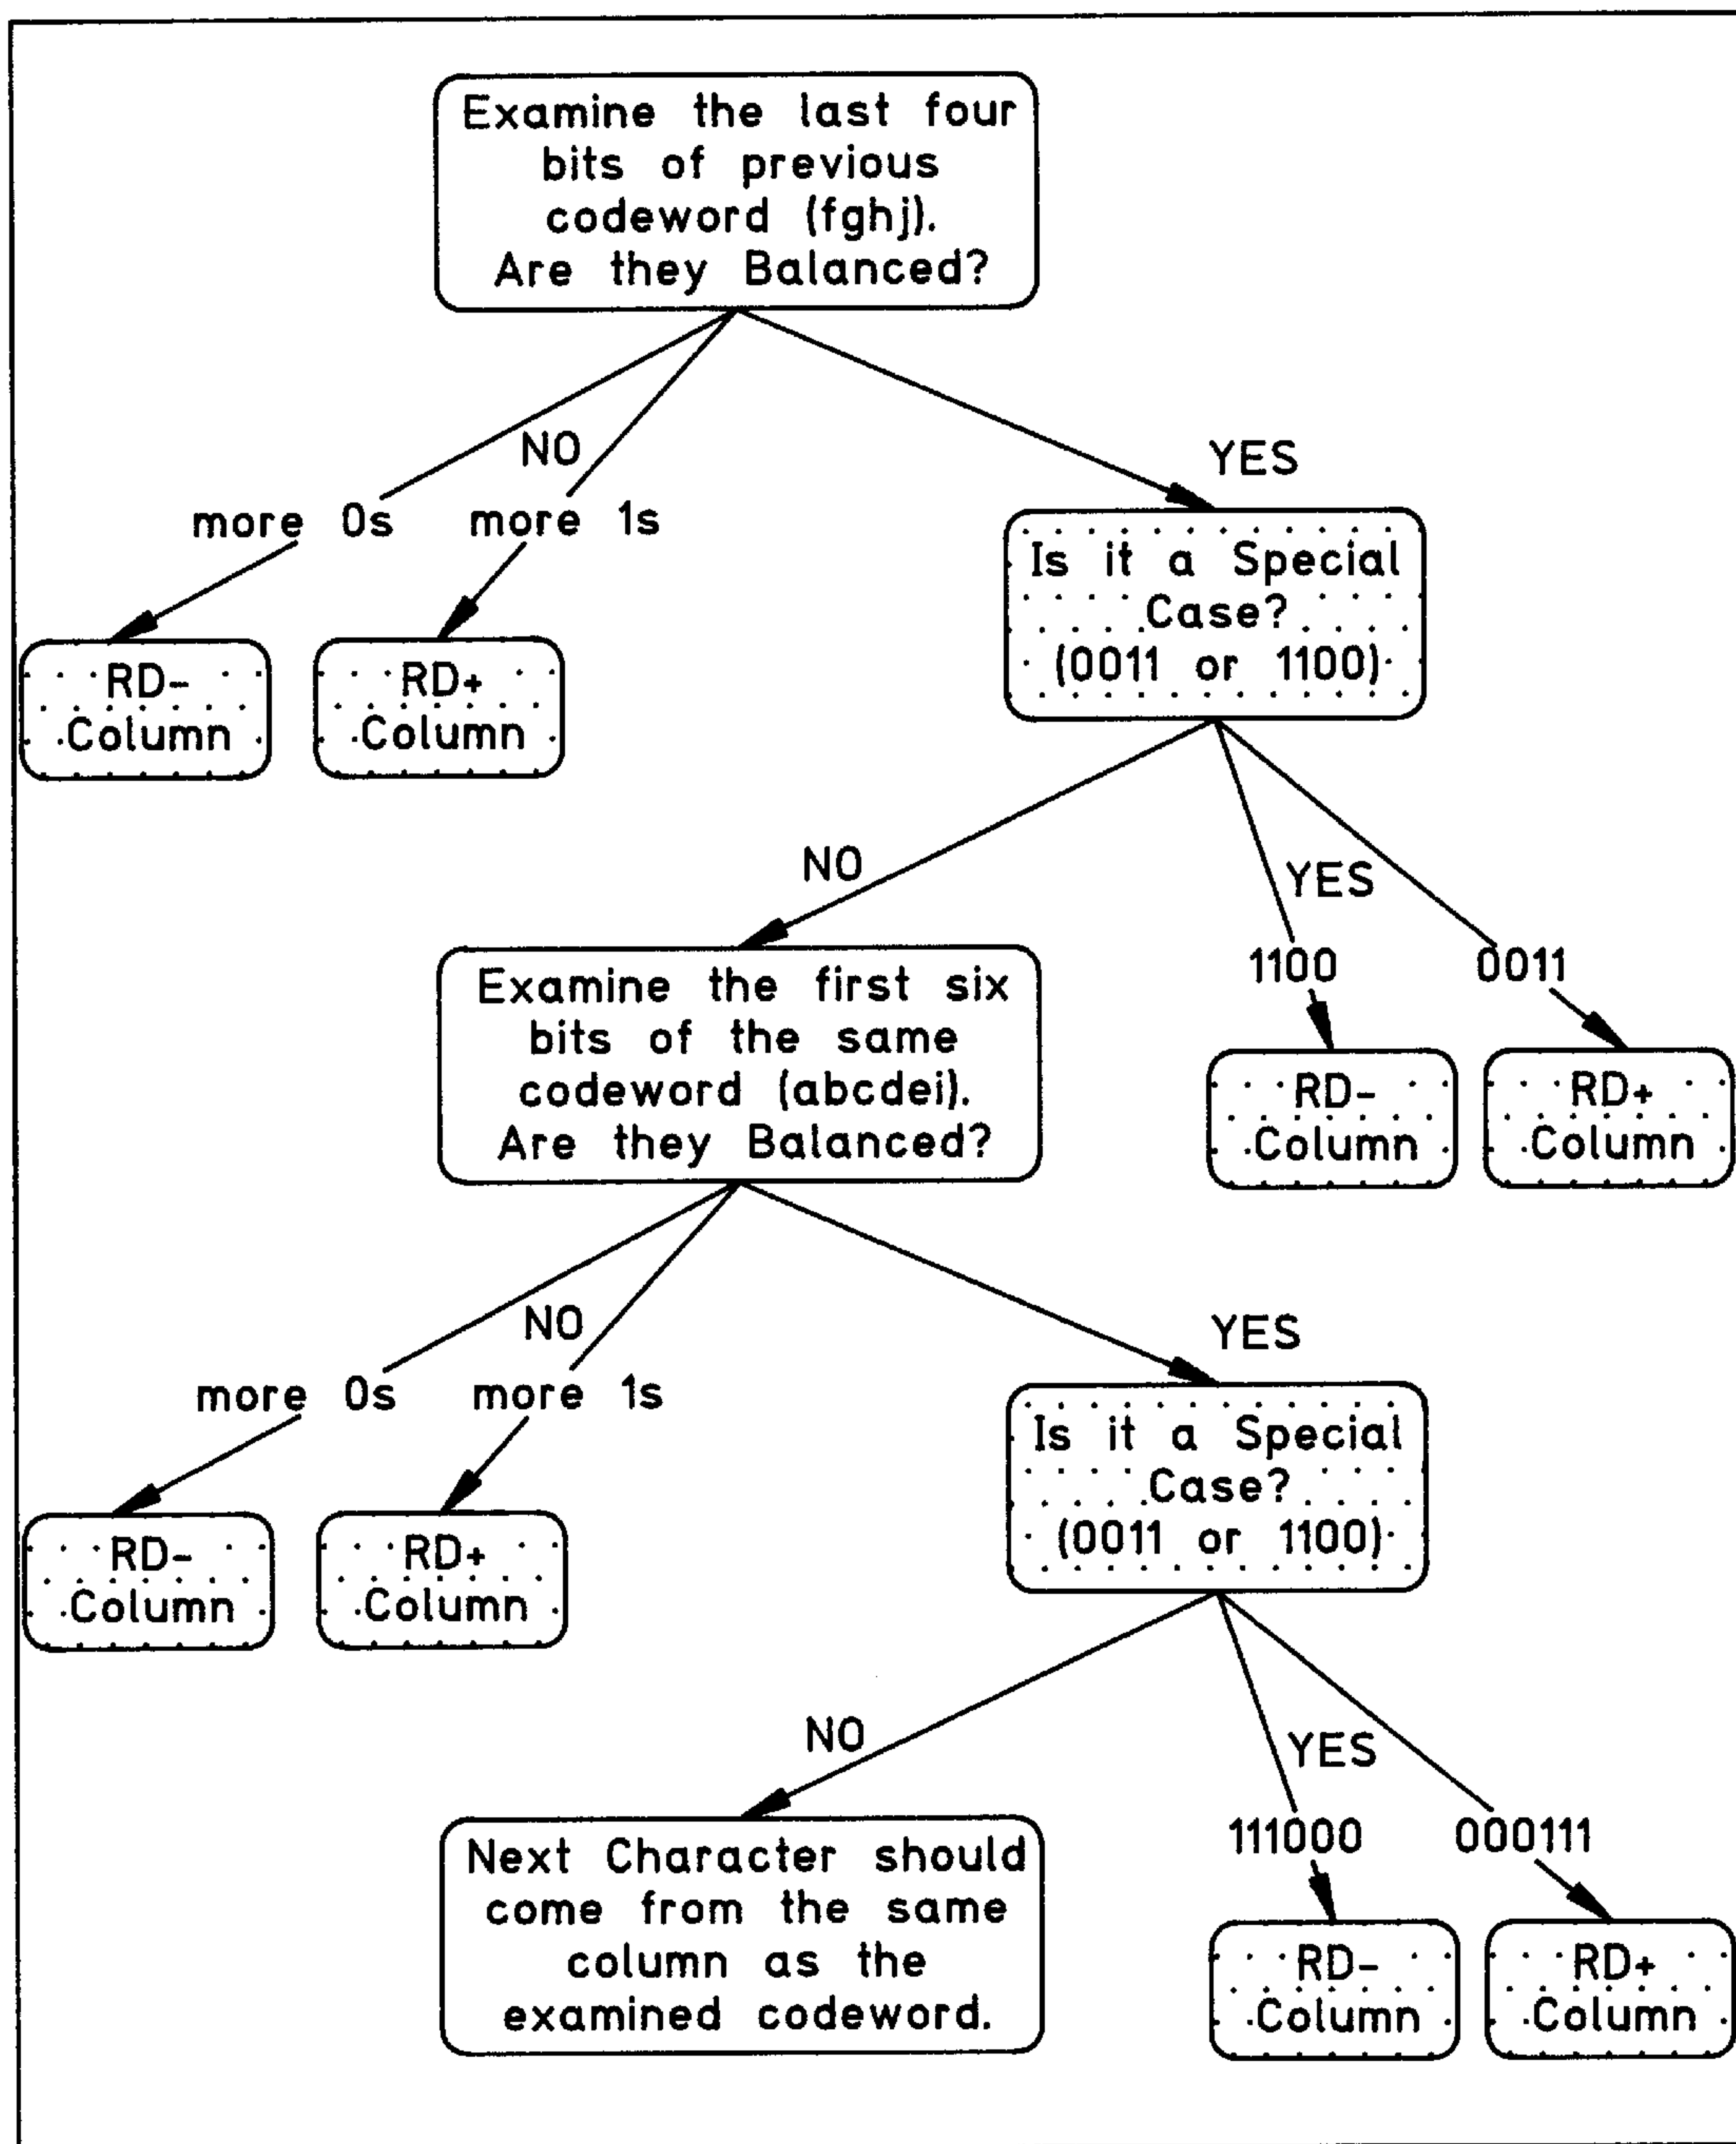 Examine the last four
bits of previous
codeword (fghj).
Are they Balanced?
NO
YES
more 0s
more 1s
Is it a Special
Case?
(0011 or 1100)
RD-
Column
RD+
Column
NO
YES
1100
0011
Examine the first six
bits of the same
codeword (abcdei).
Are they Balanced?
RD-
Column
RD+
Column
NO
YES
more 0s
more 1s
Is it a Special
Case?
(0011 or 1100)
RD-
Column
RD+
Column
NO
YES
111000
000111
Next Character should
come from the same
column as the
examined codeword.
RD-
Column
RD+
Column